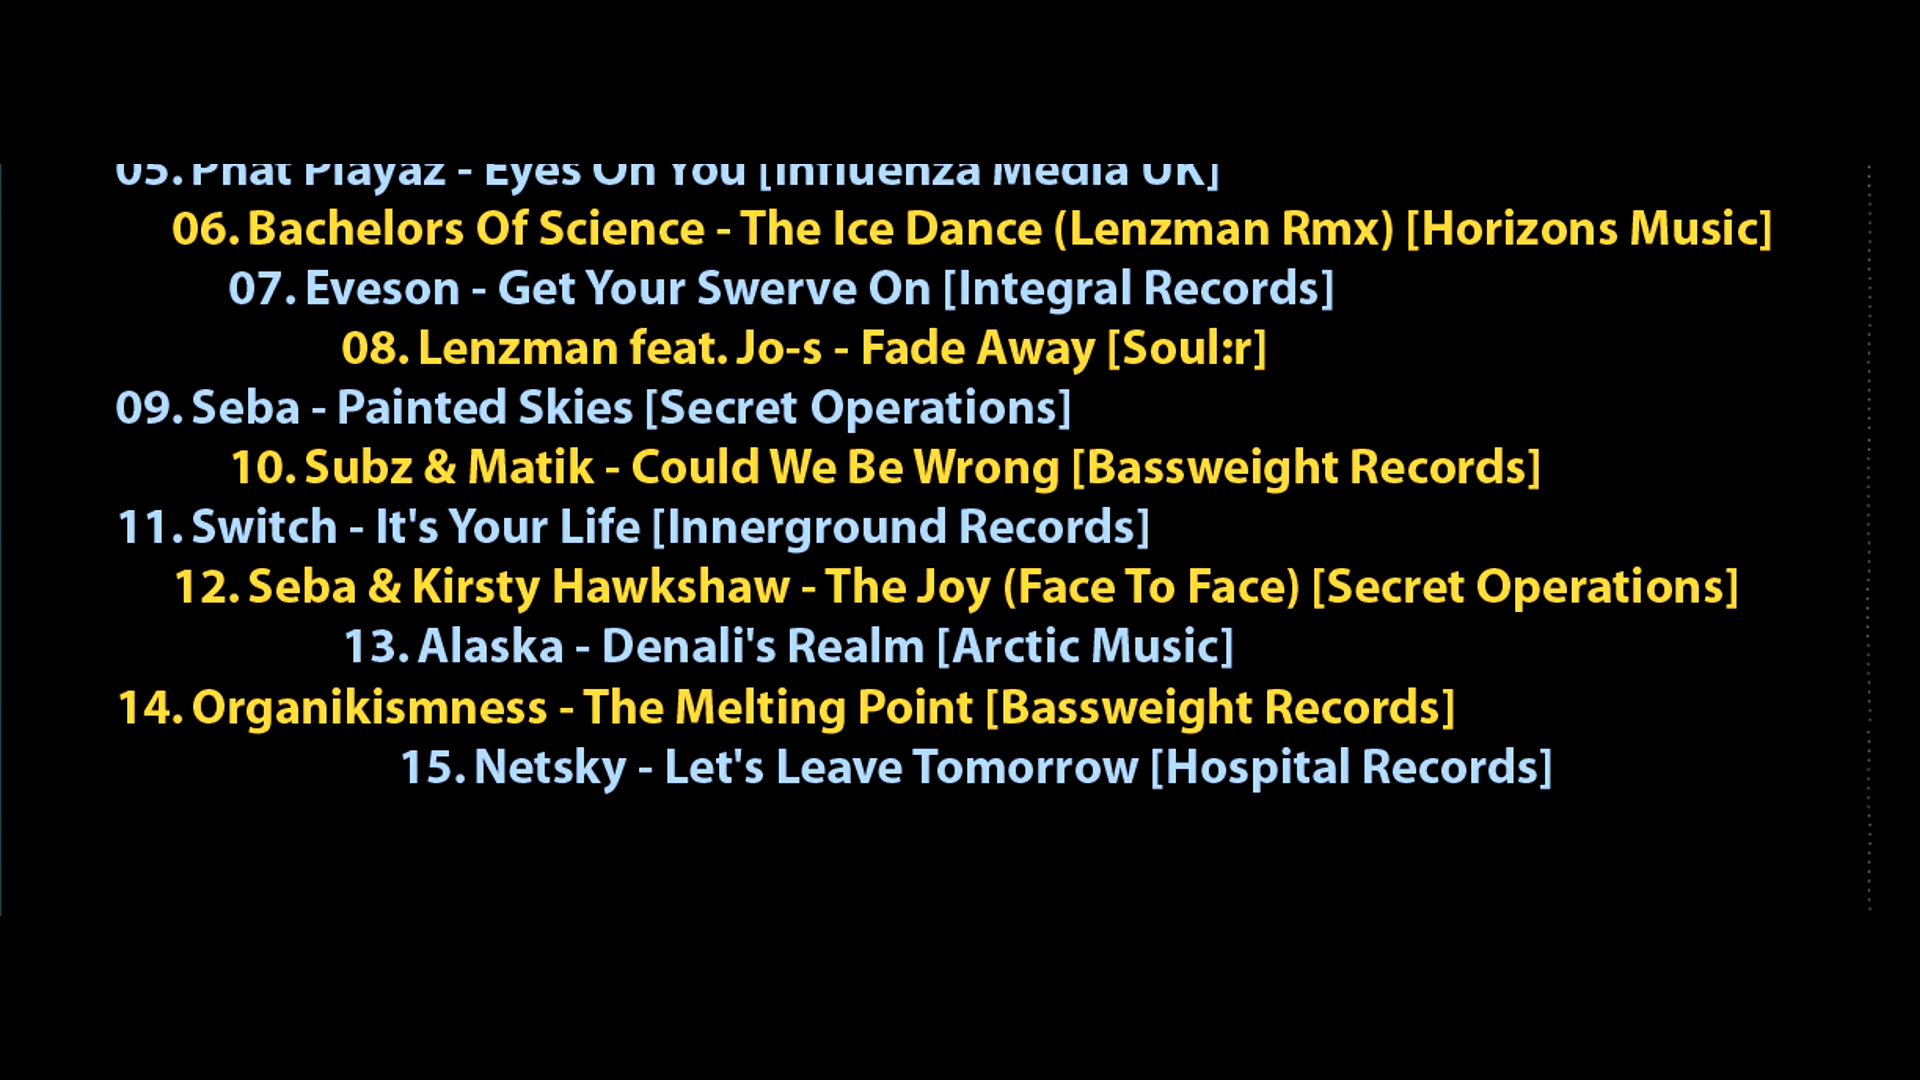 05. Phat Playaz - Eyes On You [Influenza Media UK]
06. Bachelors Of Science - The Ice Dance (Lenzman Rmx) [Horizons Music]
07. Eveson - Get Your Swerve On [Integral Records]
08. Lenzman feat. Jo-s - Fade Away [Soul:r]
09. Seba - Painted Skies [Secret Operations]
10. Subz & Matik - Could We Be Wrong [Bassweight Records]
11. Switch - It's Your Life [Innerground Records]
12. Seba & Kirsty Hawkshaw - The Joy (Face To Face) [Secret Operations]
13. Alaska - Denali's Realm [Arctic Music]
14. Organikismness - The Melting Point [Bassweight Records]
15. Netsky - Let's Leave Tomorrow [Hospital Records]